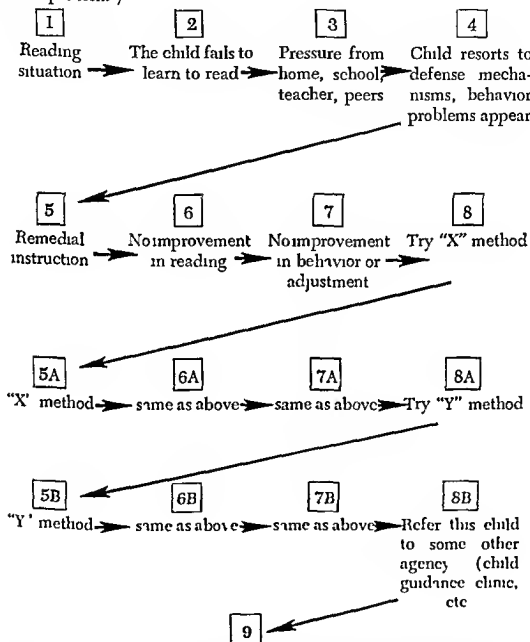 1 2 3 4
Reading The child fails to Pressure from Child resorts to
situation learn to read home, school, defense mecha-
teacher, peers nisms, behavior
problems appear
5 6 7 8
Remedial No improvement No improvement Try "X" method
instruction in reading in behavior or
adjustment
5A 6A 7A 8A
"X' method same as above same as above Try "Y" method
5B 6B 7B 8B
"Y' method same as above same as above Refer this child
to some other
agency (child
guidance clinic,
etc
9